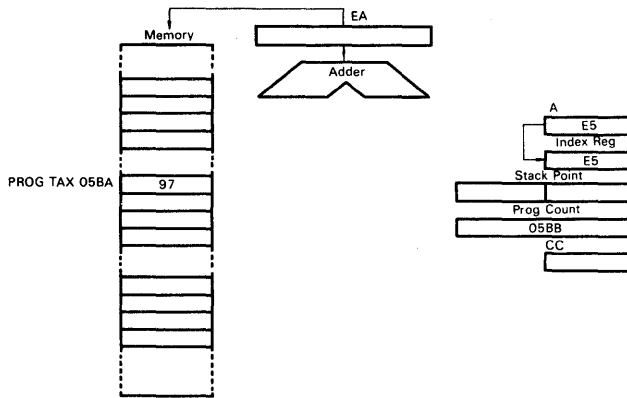 EA
Memory
Adder
A
E5
Index Reg
E5
Stack Point
PROG TAX 05BA 97
Prog Count
05BB
CC